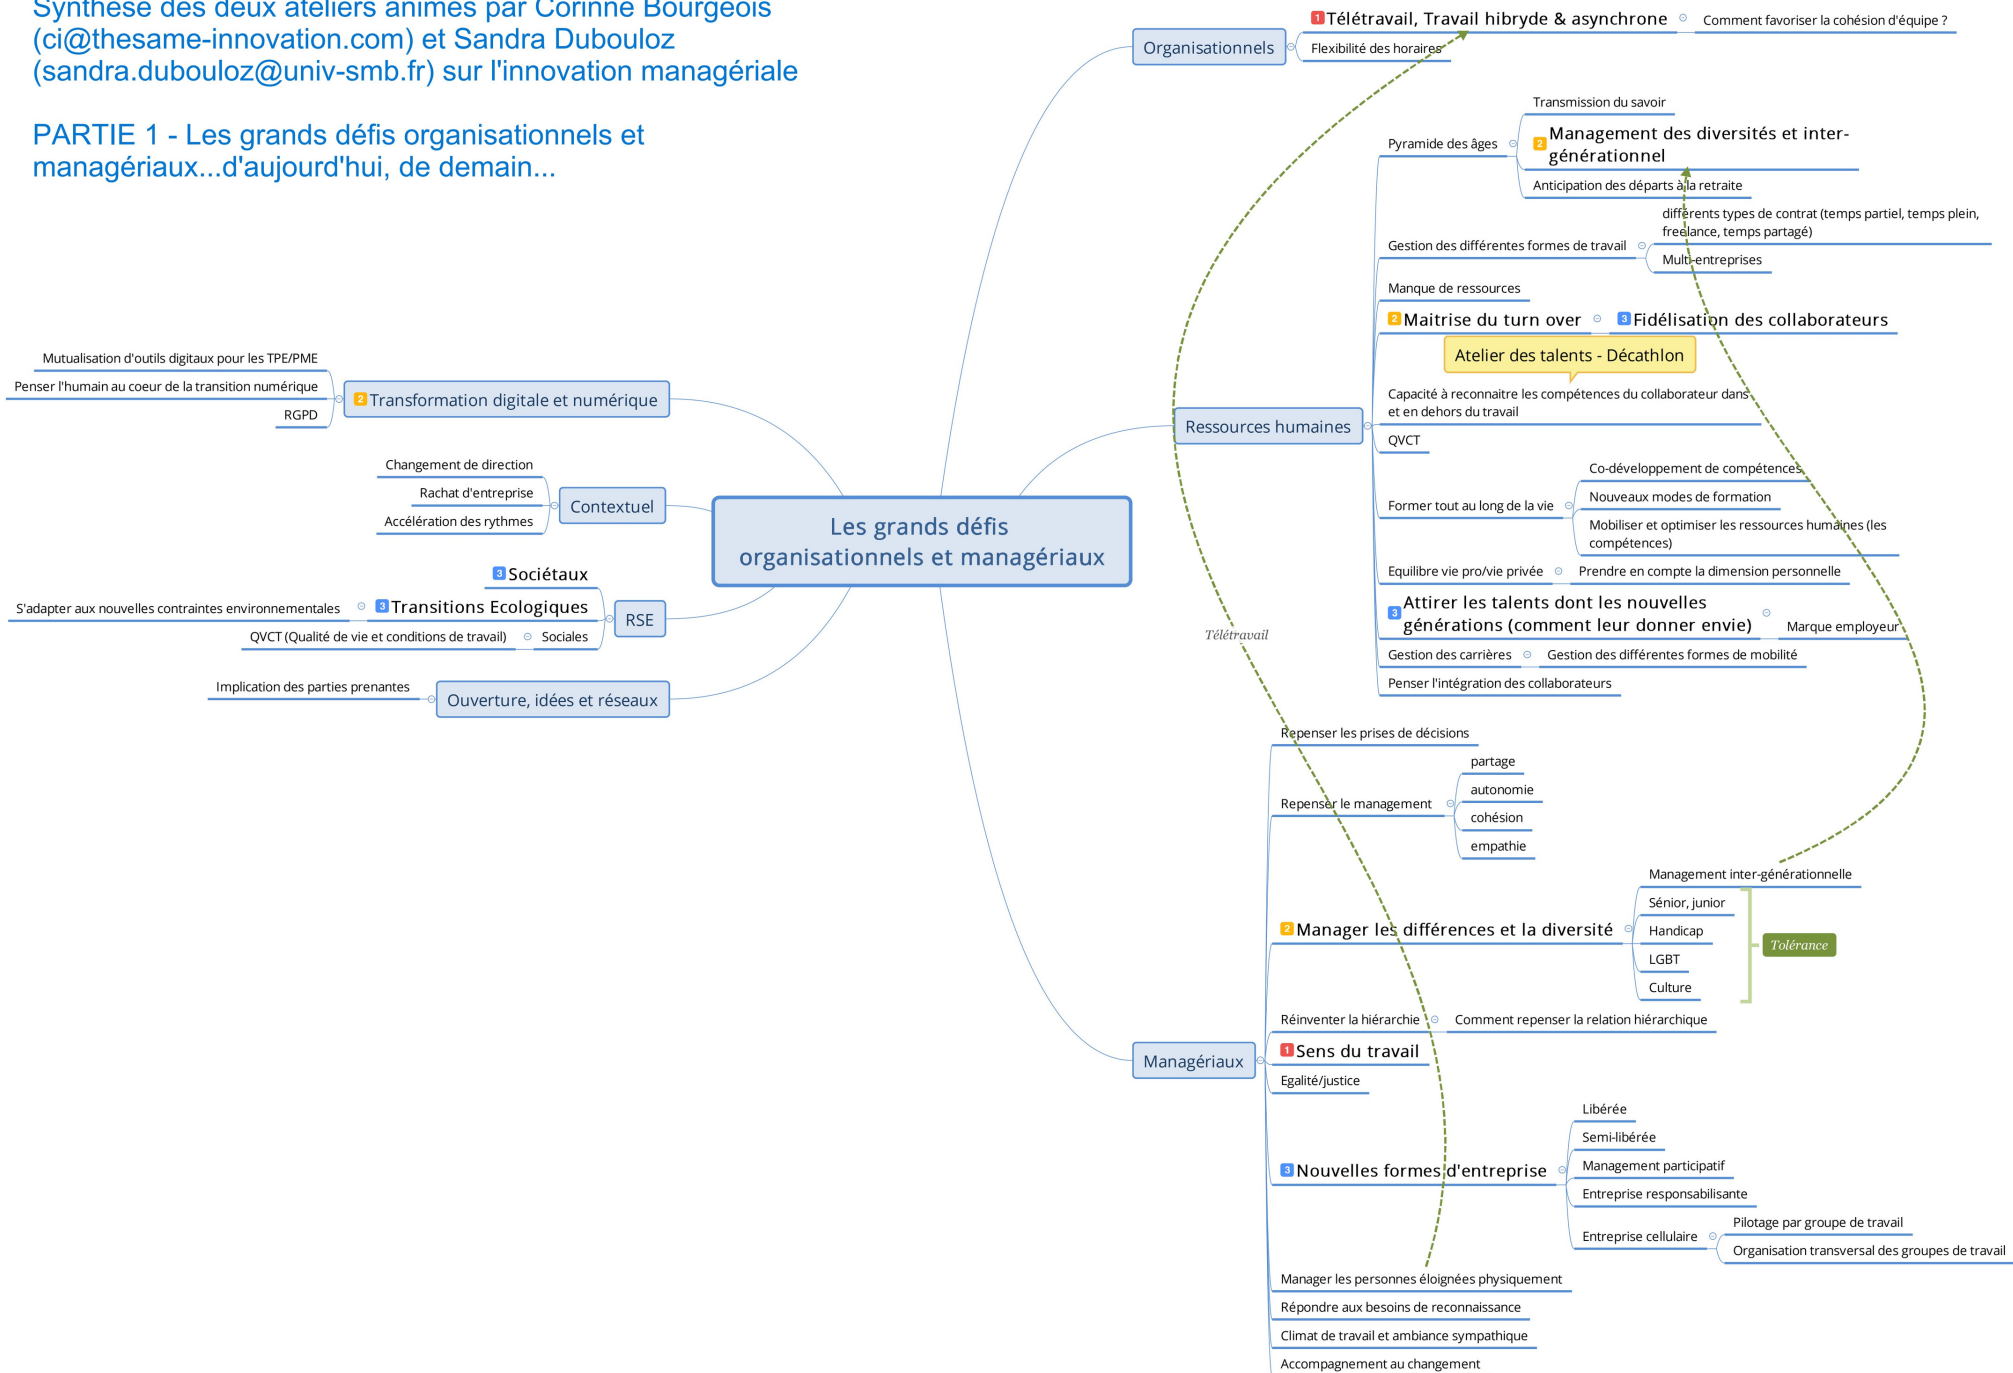 Synthèse des deux ateliers animés par Corinne Bourgeois
(ci@thesame-innovation.com) et Sandra Dubouloz
(sandra.dubouloz@univ-smb.fr) sur l'innovation managériale
PARTIE 1 - Les grands défis organisationnels et
managériaux...d'aujourd'hui, de demain...
Les grands défis
organisationnels et managériaux
Organisationnels
1 Télétravail, Travail hibryde & asynchrone
Comment favoriser la cohésion d'équipe ?
Flexibilité des horaires
Ressources humaines
Pyramide des âges
Transmission du savoir
2 Management des diversités et inter-
générationnel
Anticipation des départs à la retraite
Gestion des différentes formes de travail
différents types de contrat (temps partiel, temps plein,
freelance, temps partagé)
Multi-entreprises
Manque de ressources
2 Maitrise du turn over
3 Fidélisation des collaborateurs
Atelier des talents - Décathlon
Capacité à reconnaitre les compétences du collaborateur dans
et en dehors du travail
QVCT
Former tout au long de la vie
Co-développement de compétences
Nouveaux modes de formation
Mobiliser et optimiser les ressources humaines (les
compétences)
Equilibre vie pro/vie privée
Prendre en compte la dimension personnelle
3 Attirer les talents dont les nouvelles
générations (comment leur donner envie)
Marque employeur
Gestion des carrières
Gestion des différentes formes de mobilité
Penser l'intégration des collaborateurs
Télétravail
Managériaux
Repenser les prises de décisions
Repenser le management
partage
autonomie
cohésion
empathie
2 Manager les différences et la diversité
Management inter-générationnelle
Sénior, junior
Handicap
LGBT
Culture
Tolérance
Réinventer la hiérarchie
Comment repenser la relation hiérarchique
1 Sens du travail
Egalité/justice
3 Nouvelles formes d'entreprise
Libérée
Semi-libérée
Management participatif
Entreprise responsabilisante
Entreprise cellulaire
Pilotage par groupe de travail
Organisation transversal des groupes de travail
Manager les personnes éloignées physiquement
Répondre aux besoins de reconnaissance
Climat de travail et ambiance sympathique
Accompagnement au changement
2 Transformation digitale et numérique
Mutualisation d'outils digitaux pour les TPE/PME
Penser l'humain au coeur de la transition numérique
RGPD
Contextuel
Changement de direction
Rachat d'entreprise
Accélération des rythmes
RSE
3 Sociétaux
3 Transitions Ecologiques
S'adapter aux nouvelles contraintes environnementales
Sociales
QVCT (Qualité de vie et conditions de travail)
Ouverture, idées et réseaux
Implication des parties prenantes